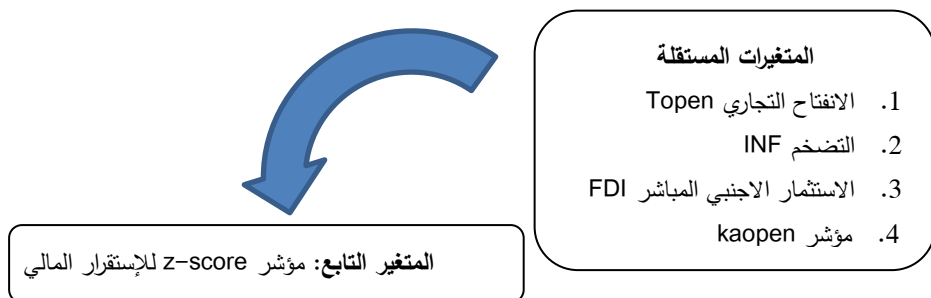 المتغيرات المستقلة
1. الانفتاح التجاري Topen
2. التضخم INF
3. الاستثمار الاجنبي المباشر FDI
4. مؤشر kaopen
المتغير التابع: مؤشر z-score للإستقرار المالي